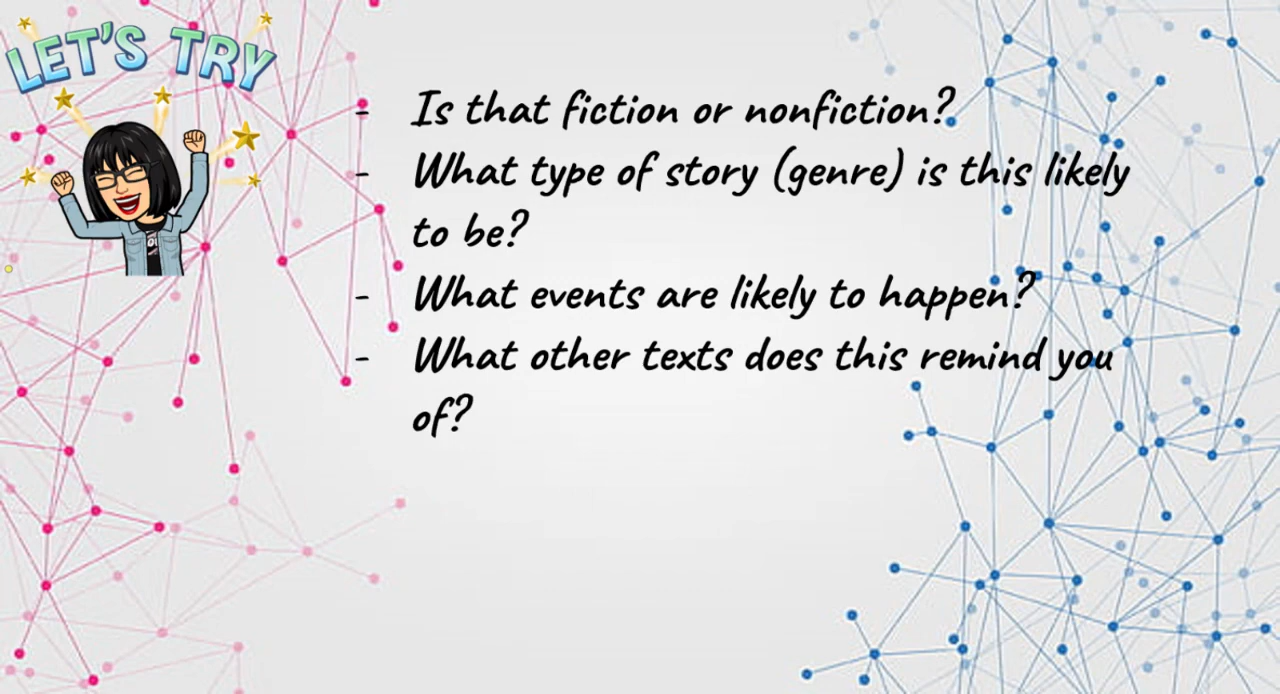 LET'S TRY
- Is that fiction or nonfiction?
- What type of story (genre) is this likely
to be?
- What events are likely to happen?
- What other texts does this remind you
of?